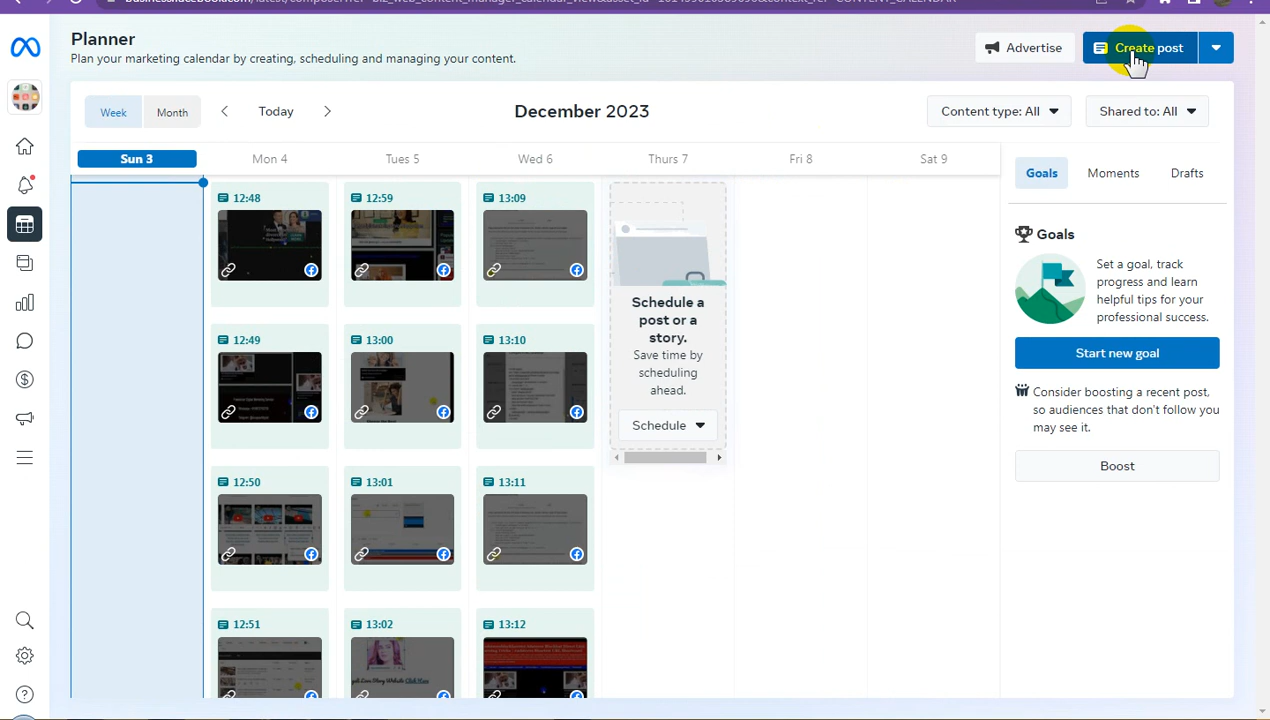 Planner
Plan your marketing calendar by creating, scheduling and managing your content.
Advertise
Create post
Week
Month
Today
December 2023
Content type: All
Shared to: All
Sun 3
Mon 4
Tues 5
Wed 6
Thurs 7
Fri 8
Sat 9
Goals
Moments
Drafts
12:48
12:59
13:09
Schedule a
post or a
story.
Save time by
scheduling
ahead.
Schedule
Goals
Set a goal, track
progress and learn
helpful tips for your
professional success.
Start new goal
Consider boosting a recent post,
so audiences that don't follow you
may see it.
Boost
12:49
13:00
13:10
12:50
13:01
13:11
12:51
13:02
13:12